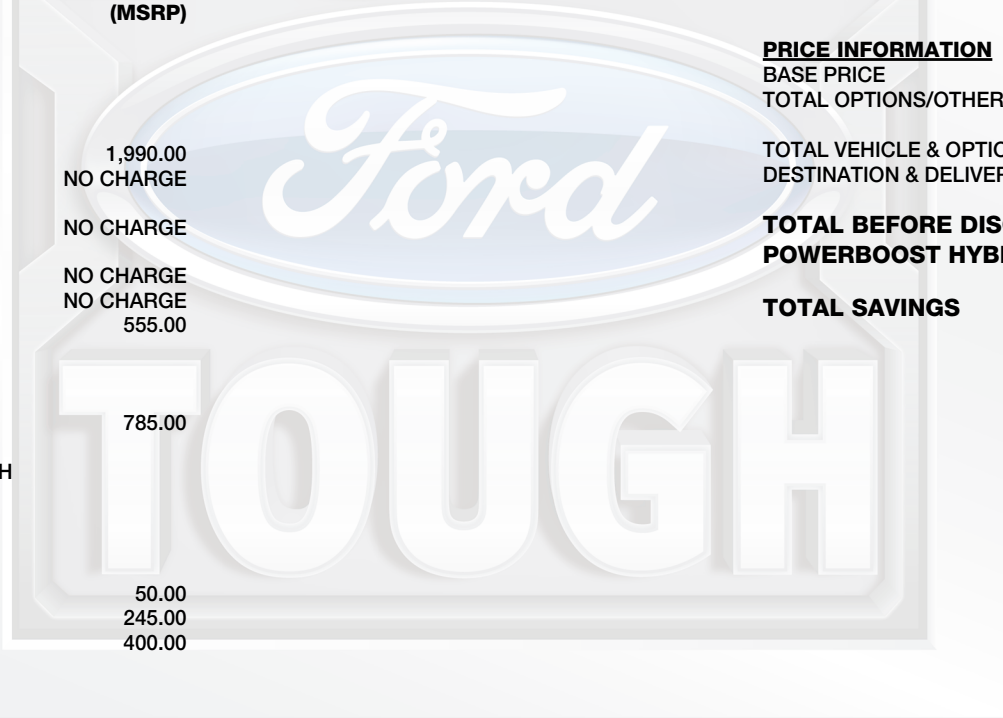 (MSRP)
1,990.00
NO CHARGE
NO CHARGE
NO CHARGE
NO CHARGE
555.00
785.00
H
50.00
245.00
400.00
PRICE INFORMATION
BASE PRICE
TOTAL OPTIONS/OTHER
TOTAL VEHICLE & OPTIO
DESTINATION & DELIVER
TOTAL BEFORE DIS
POWERBOOST HYB
TOTAL SAVINGS
Ford
TOUGH